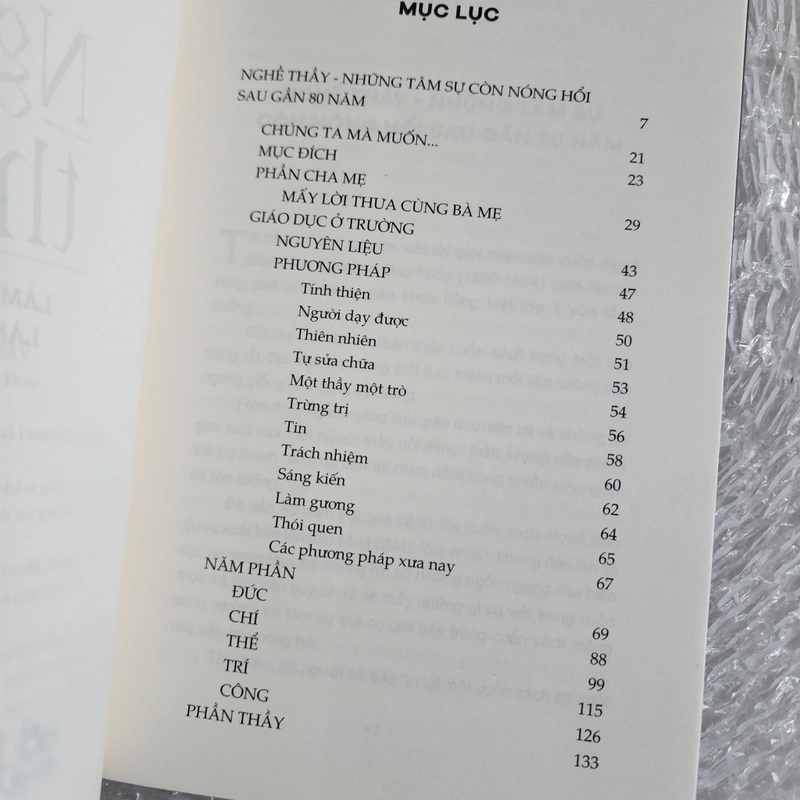 MỤC LỤC
NGHỀ THẦY - NHỮNG TÂM SỰ CÒN NÓNG HỔI
SAU GẦN 80 NĂM 7
CHÚNG TA MÀ MUỐN... 21
MỤC ĐÍCH 23
PHẦN CHA MẸ
MẤY LỜI THƯA CÙNG BÀ MẸ 29
GIÁO DỤC Ở TRƯỜNG
NGUYÊN LIỆU 43
PHƯƠNG PHÁP 47
Tính thiện 48
Người dạy được 50
Thiên nhiên 51
Tự sửa chữa 53
Một thầy một trò 54
Trừng trị 56
Tin 58
Trách nhiệm 60
Sáng kiến 62
Làm gương 64
Thói quen 65
Các phương pháp xưa nay 67
NĂM PHẦN
ĐỨC 69
CHÍ 88
THỂ 99
TRÍ 115
CÔNG 126
PHẦN THẦY 133